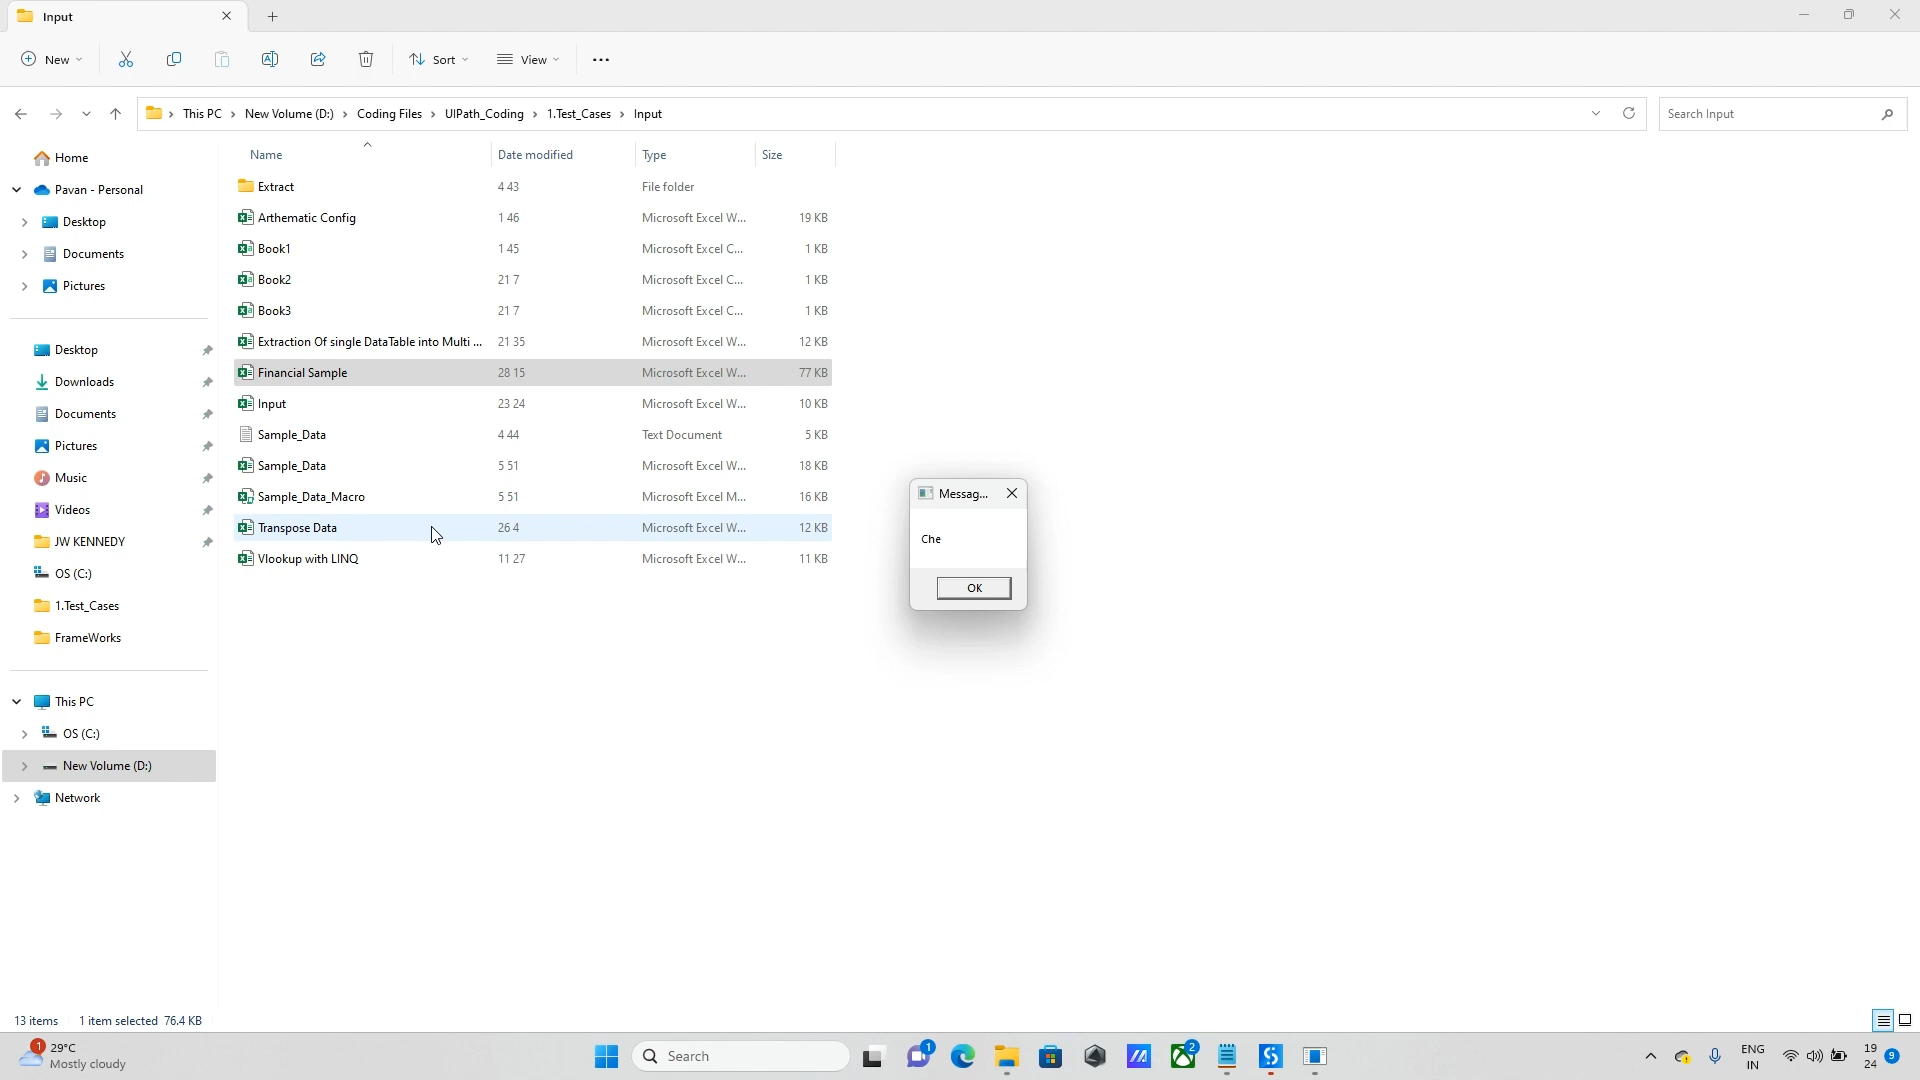 Input
New
Sort
View
This PC
New Volume (D:)
Coding Files
UIPath_Coding
1.Test_Cases
Input
Search Input
Name
Date modified
Type
Size
Home
Pavan - Personal
Desktop
Documents
Pictures
Desktop
Downloads
Documents
Pictures
Music
Videos
JW KENNEDY
OS (C:)
1.Test_Cases
FrameWorks
This PC
OS (C:)
New Volume (D:)
Network
Extract 4 43 File folder
Arthematic Config 1 46 Microsoft Excel W... 19 KB
Book1 1 45 Microsoft Excel C... 1 KB
Book2 21 7 Microsoft Excel C... 1 KB
Book3 21 7 Microsoft Excel C... 1 KB
Extraction Of single DataTable into Multi ... 21 35 Microsoft Excel W... 12 KB
Financial Sample 28 15 Microsoft Excel W... 77 KB
Input 23 24 Microsoft Excel W... 10 KB
Sample_Data 4 44 Text Document 5 KB
Sample_Data 5 51 Microsoft Excel W... 18 KB
Sample_Data_Macro 5 51 Microsoft Excel M... 16 KB
Transpose Data 26 4 Microsoft Excel W... 12 KB
Vlookup with LINQ 11 27 Microsoft Excel W... 11 KB
Messag...
Che
OK
13 items 1 item selected 76.4 KB
1
29°C
Mostly cloudy
Search
1
2
ENG
IN
19
24
9